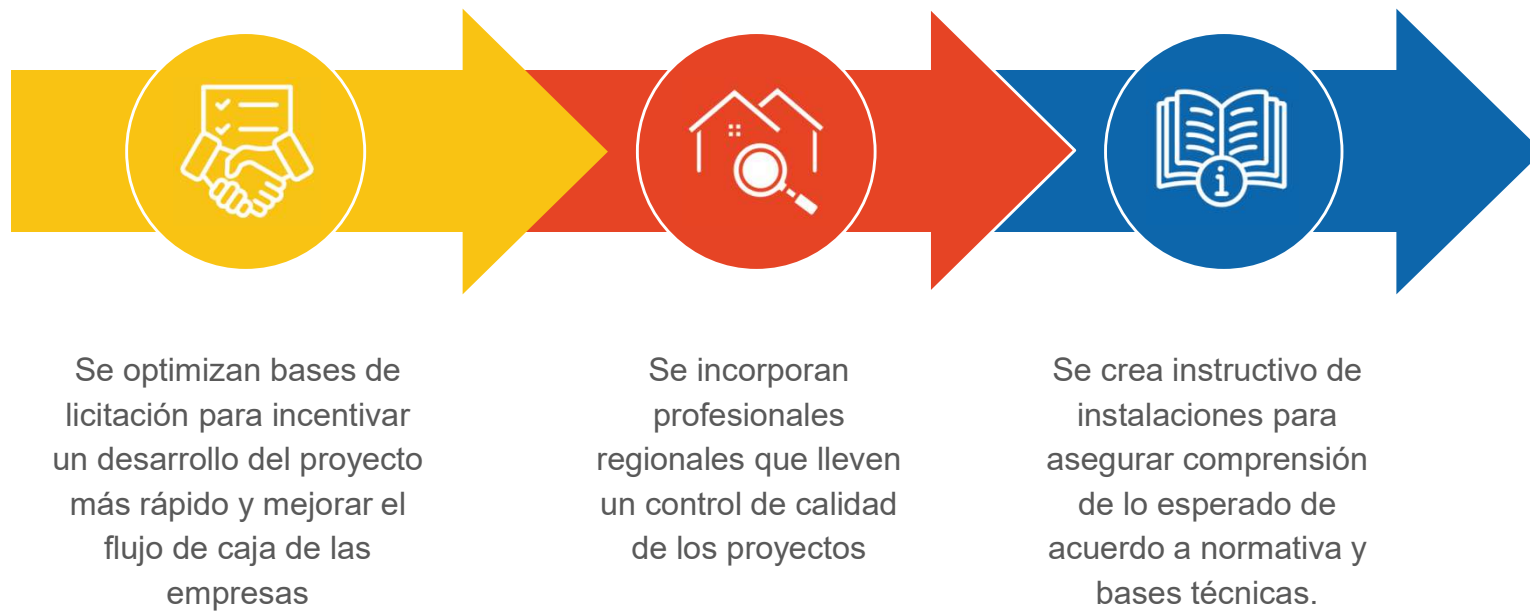 Se optimizan bases de
licitación para incentivar
un desarrollo del proyecto
más rápido y mejorar el
flujo de caja de las
empresas
Se incorporan
profesionales
regionales que lleven
un control de calidad
de los proyectos
Se crea instructivo de
instalaciones para
asegurar comprensión
de lo esperado de
acuerdo a normativa y
bases técnicas.